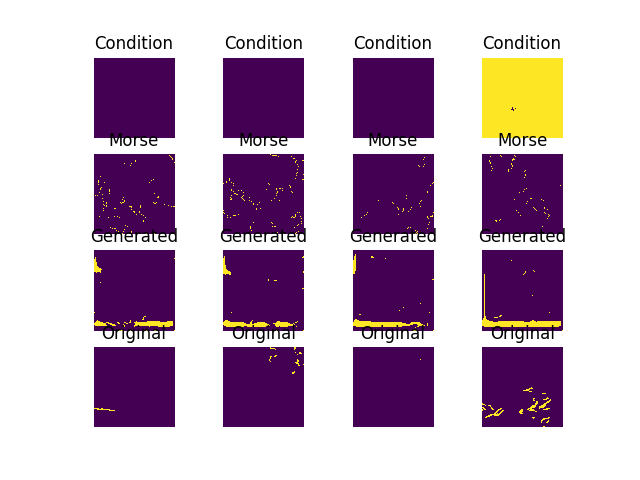 Condition Condition Condition Condition
Morse Morse Morse Morse
Generated Generated Generated Generated
Original Original Original Original